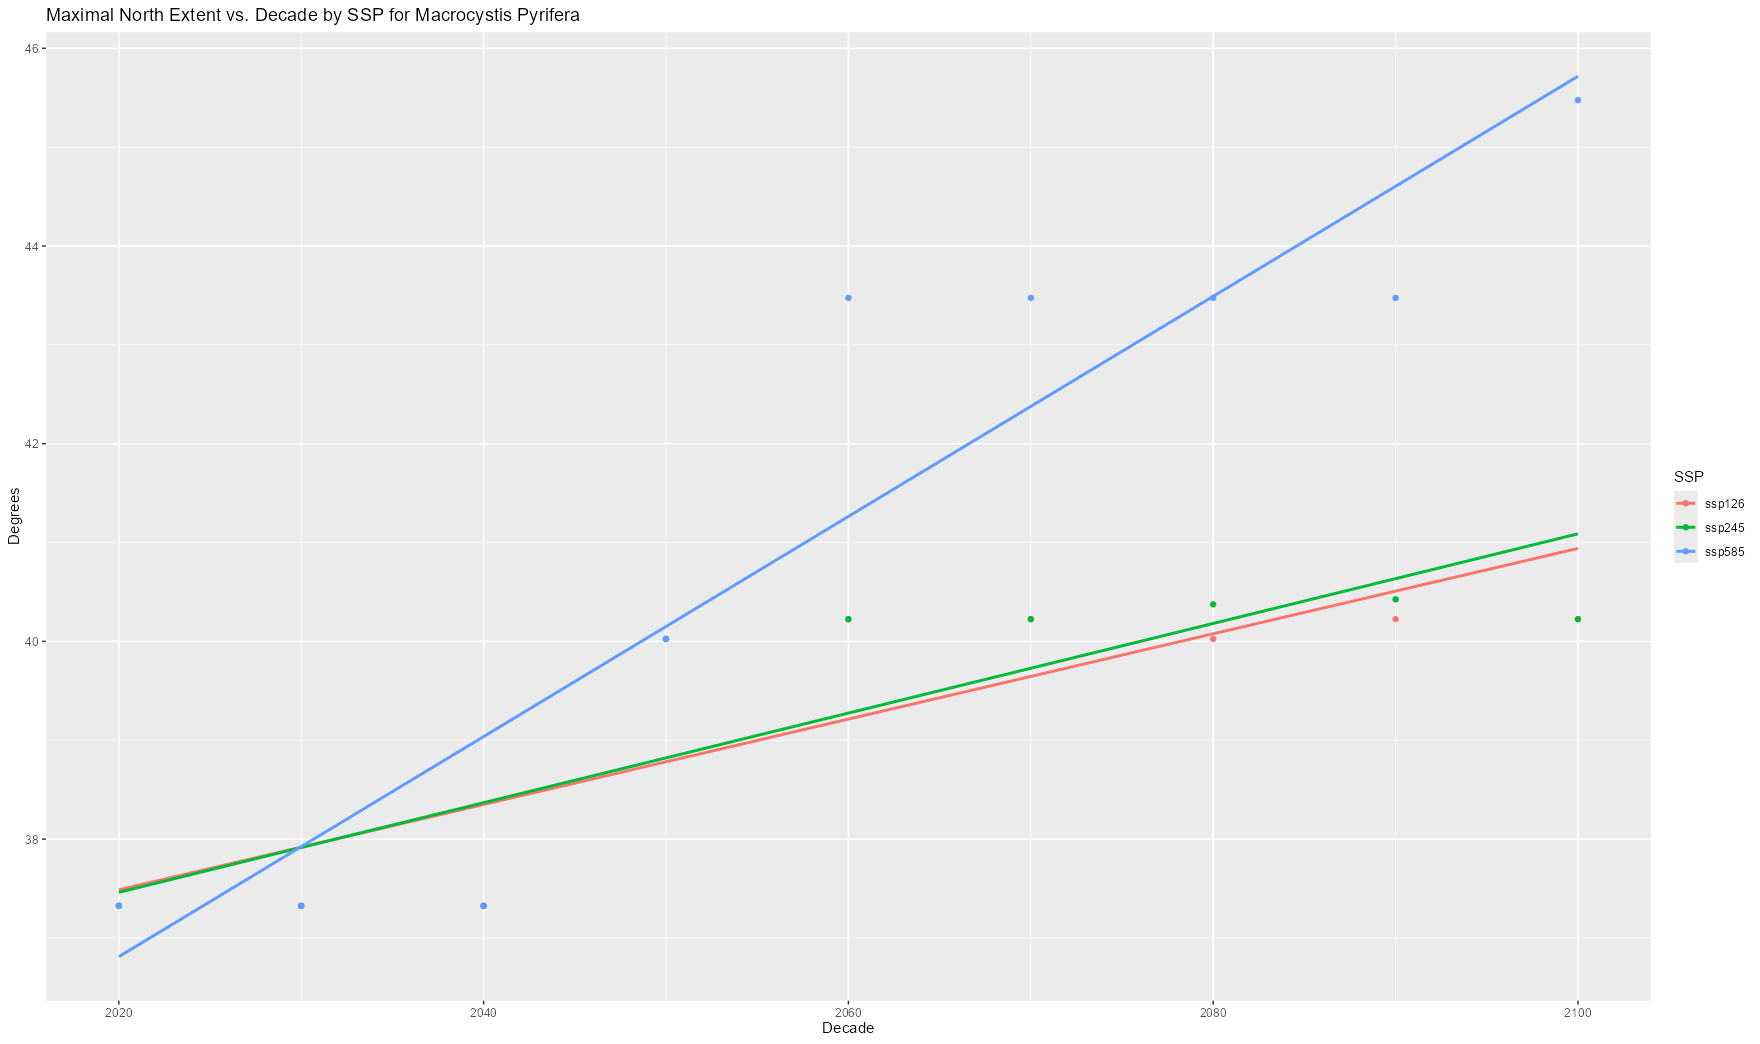 Maximal North Extent vs. Decade by SSP for Macrocystis Pyrifera
46
44
42
40
38
Degrees
2020
2040
2060
2080
2100
Decade
SSP
ssp126
ssp245
ssp585